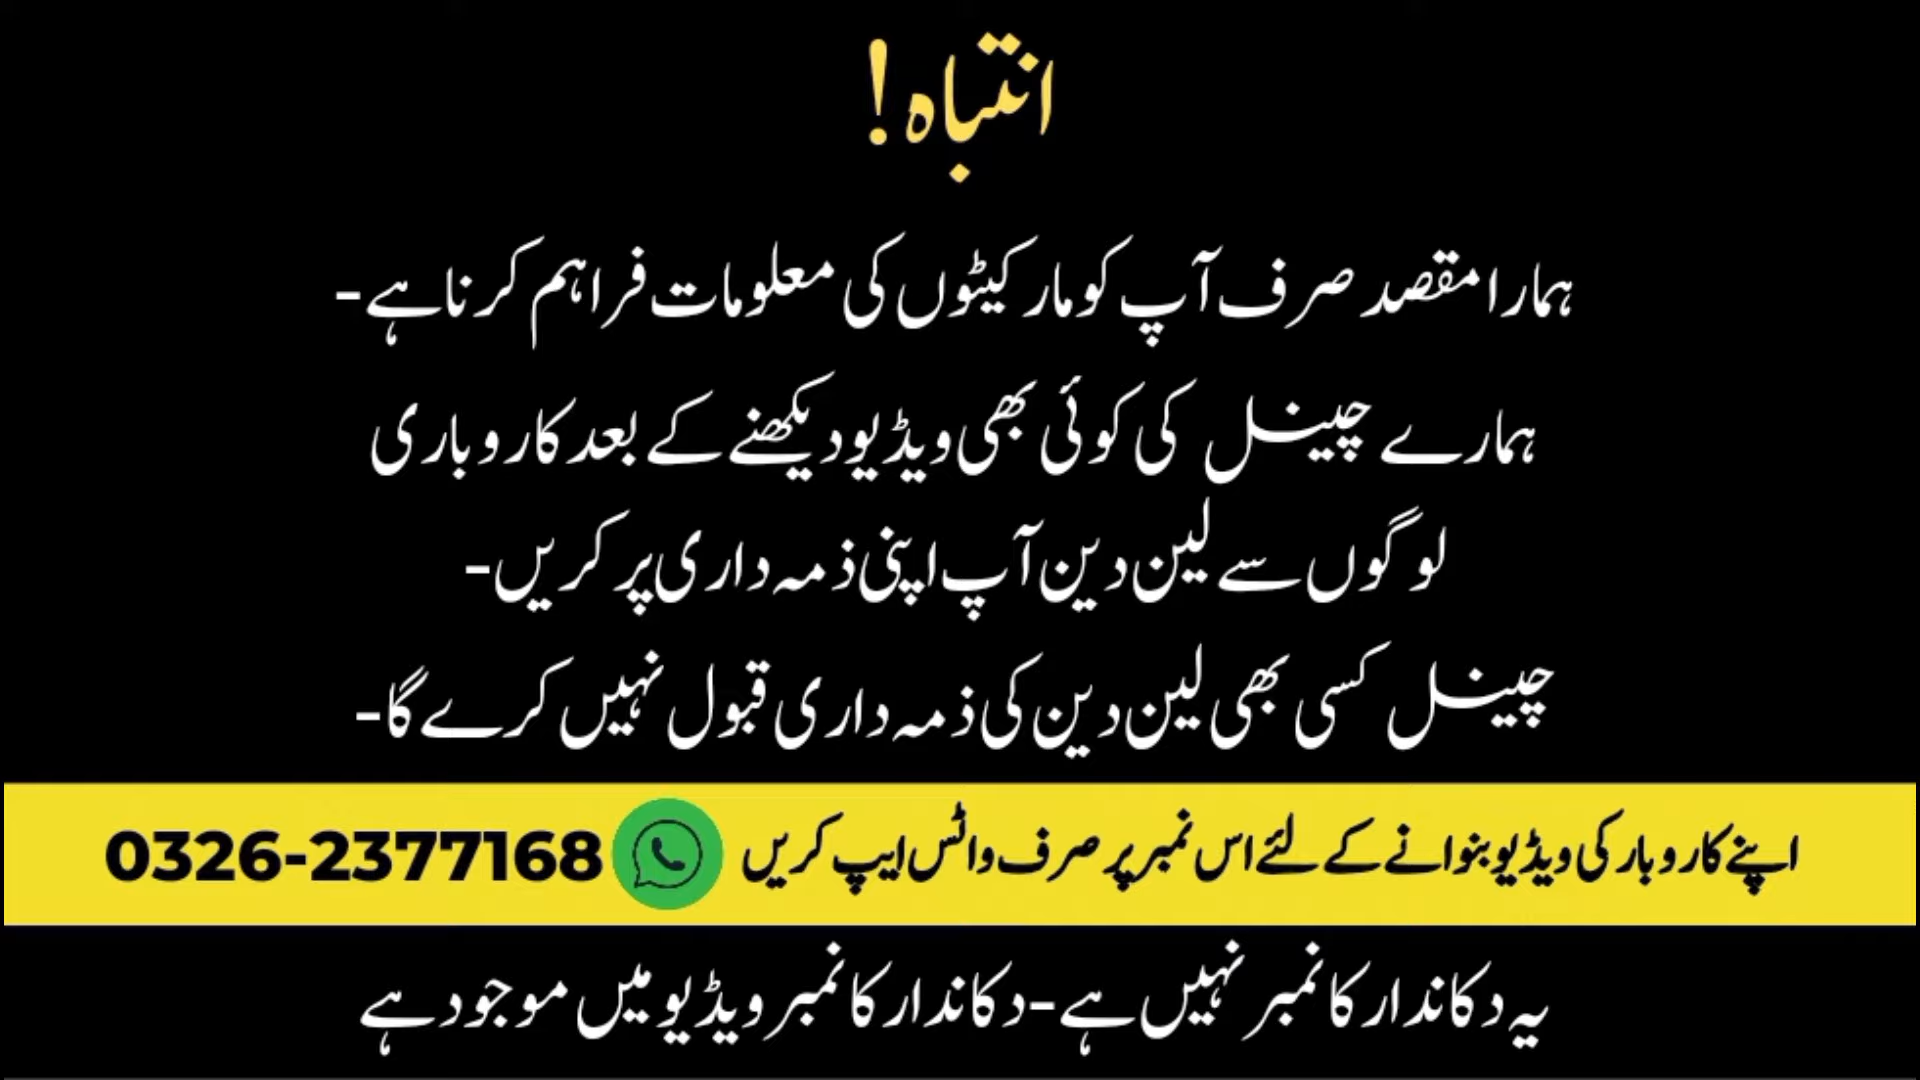 انتباہ!
ہمارا مقصد صرف آپ کو مارکیٹوں کی معلومات فراہم کرنا ہے-
ہمارے چینل کی کوئی بھی ویڈیو دیکھنے کے بعد کاروباری
لوگوں سے لین دین آپ اپنی ذمہ داری پر کریں-
چینل کسی بھی لین دین کی ذمہ داری قبول نہیں کرے گا-
اپنے کاروبار کی ویڈیو بنوانے کے لئے اس نمبر پر صرف واٹس ایپ کریں 0326-2377168
یہ دکاندار کا نمبر نہیں ہے-دکاندار کا نمبر ویڈیو میں موجود ہے